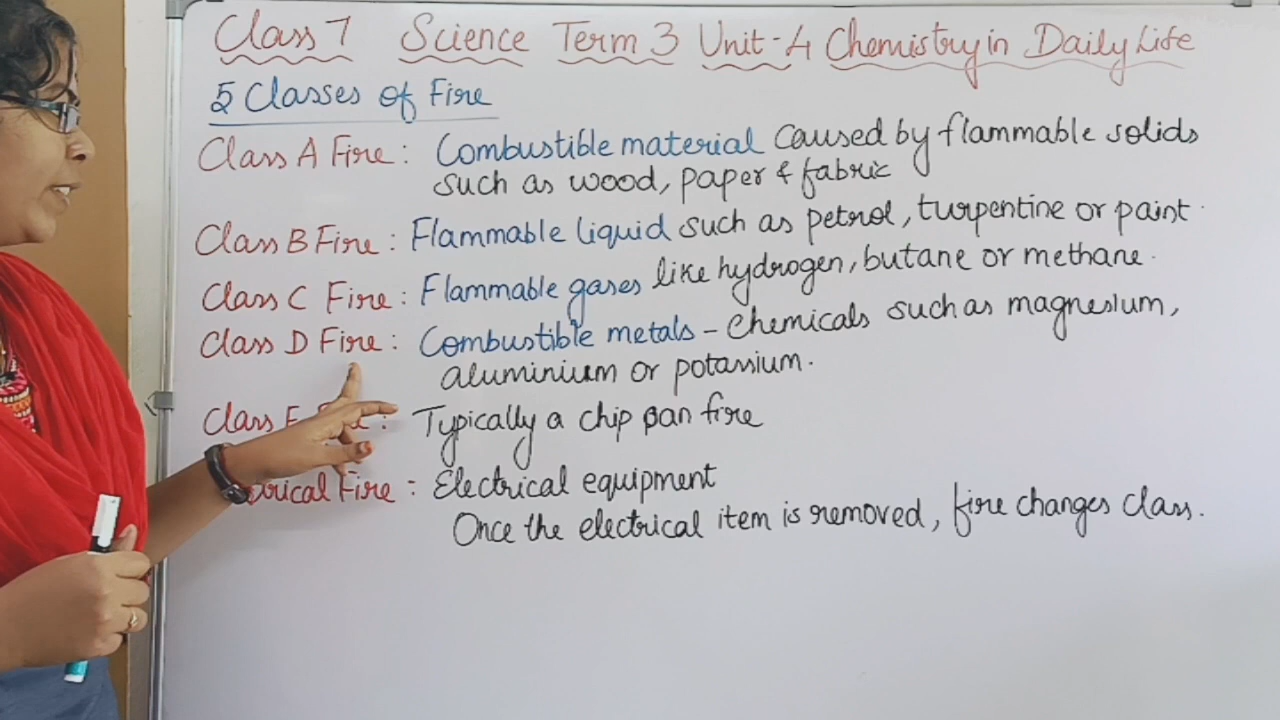 Class 7 Science Term 3 Unit-4 Chemistry in Daily Life
5 Classes of Fire
Class A Fire : Combustible material caused by flammable solids
such as wood, paper & fabric
Class B Fire : Flammable liquid such as petrol, turpentine or paint.
Class C Fire : Flammable gases like hydrogen, butane or methane.
Class D Fire : Combustible metals - chemicals such as magnesium,
aluminium or potassium.
Class : Typically a chip pan fire
Fire : Electrical equipment
Once the electrical item is removed, fire changes class.